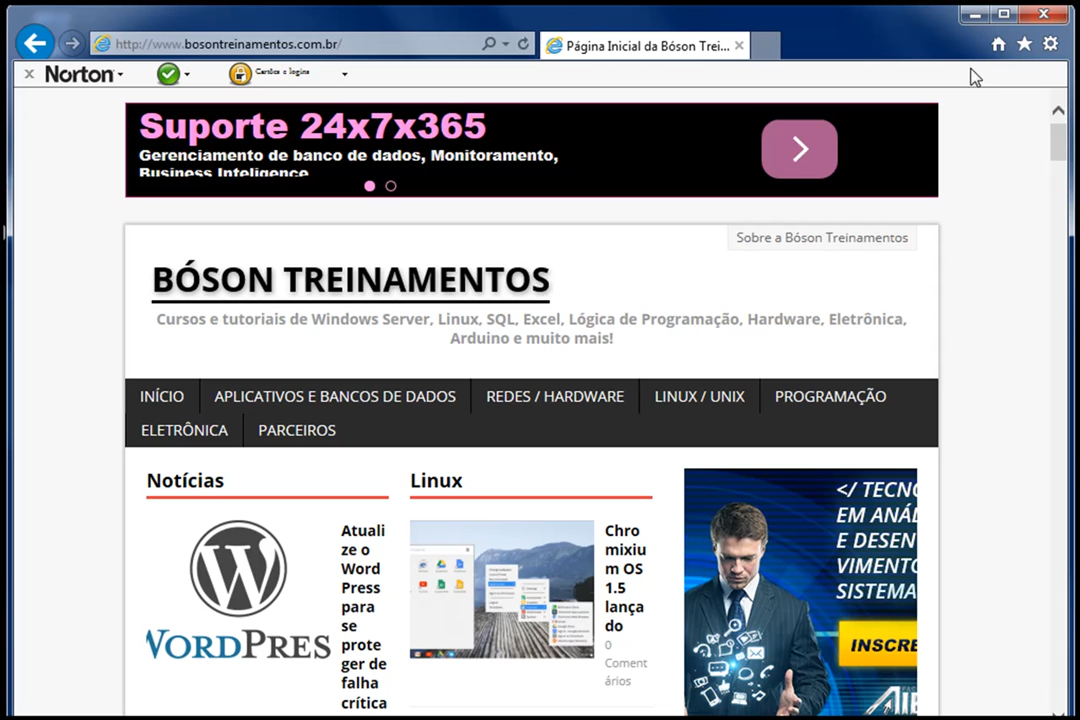 http://www.bosontreinamentos.com.br/
Página Inicial da Bóson Trei...
Norton
Cartões e logins
Suporte 24x7x365
Gerenciamento de banco de dados, Monitoramento,
Business Inteligence
Sobre a Bóson Treinamentos
BÓSON TREINAMENTOS
Cursos e tutoriais de Windows Server, Linux, SQL, Excel, Lógica de Programação, Hardware, Eletrônica,
Arduino e muito mais!
INÍCIO
APLICATIVOS E BANCOS DE DADOS
REDES / HARDWARE
LINUX / UNIX
PROGRAMAÇÃO
ELETRÔNICA
PARCEIROS
Notícias
WORDPRES
Atuali
ze o
Word
Press
para
se
prote
ger de
falha
crítica
Linux
Chro
mixiu
m OS
1.5
lança
do
0
Coment
ários
</ TECNO
EM ANÁL
E DESEN
VIMENTO
SISTEMA
INSCRE